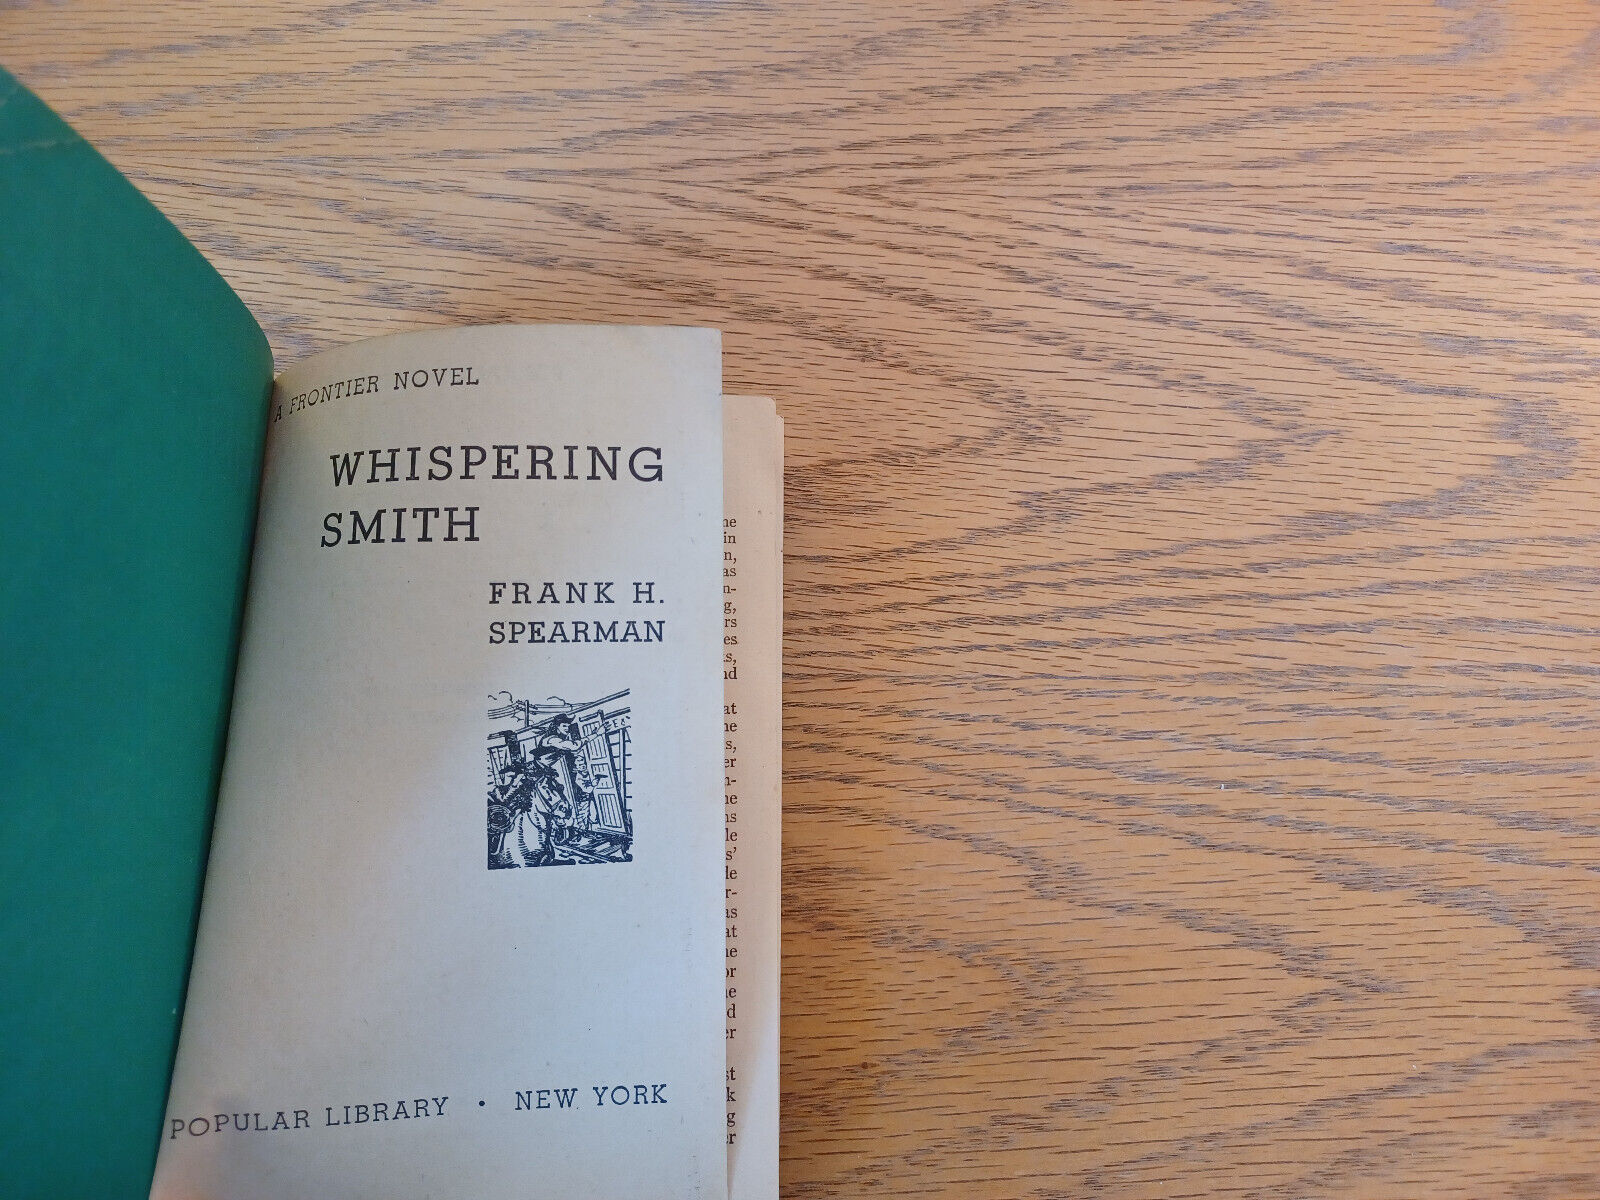 A FRONTIER NOVEL
WHISPERING
SMITH
FRANK H.
SPEARMAN
POPULAR LIBRARY • NEW YORK